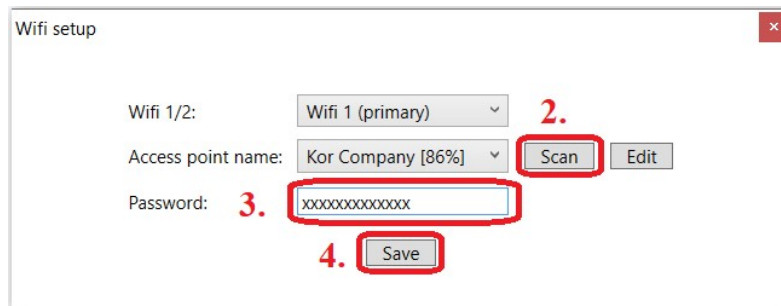 Wifi setup
x
Wifi 1/2: Wifi 1 (primary) 2.
Access point name: Kor Company [86%] Scan Edit
Password: 3. xxxxxxxxxxxxx
4. Save